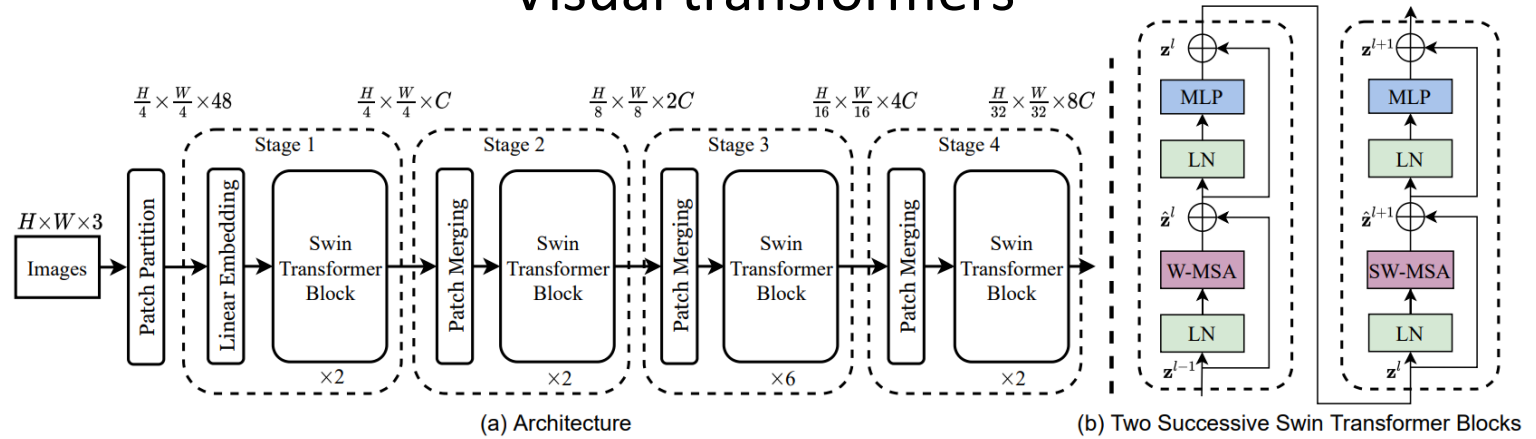 Visual transformers
H/4 × W/4 × 48
H/4 × W/4 × C
H/8 × W/8 × 2C
H/16 × W/16 × 4C
H/32 × W/32 × 8C
H×W×3
Images
Patch Partition
Stage 1
Linear Embedding
Swin
Transformer
Block
×2
Stage 2
Patch Merging
Swin
Transformer
Block
×2
Stage 3
Patch Merging
Swin
Transformer
Block
×6
Stage 4
Patch Merging
Swin
Transformer
Block
×2
(a) Architecture
z^l
MLP
LN
ẑ^l
W-MSA
LN
z^{l-1}
z^{l+1}
MLP
LN
ẑ^{l+1}
SW-MSA
LN
z^l
(b) Two Successive Swin Transformer Blocks